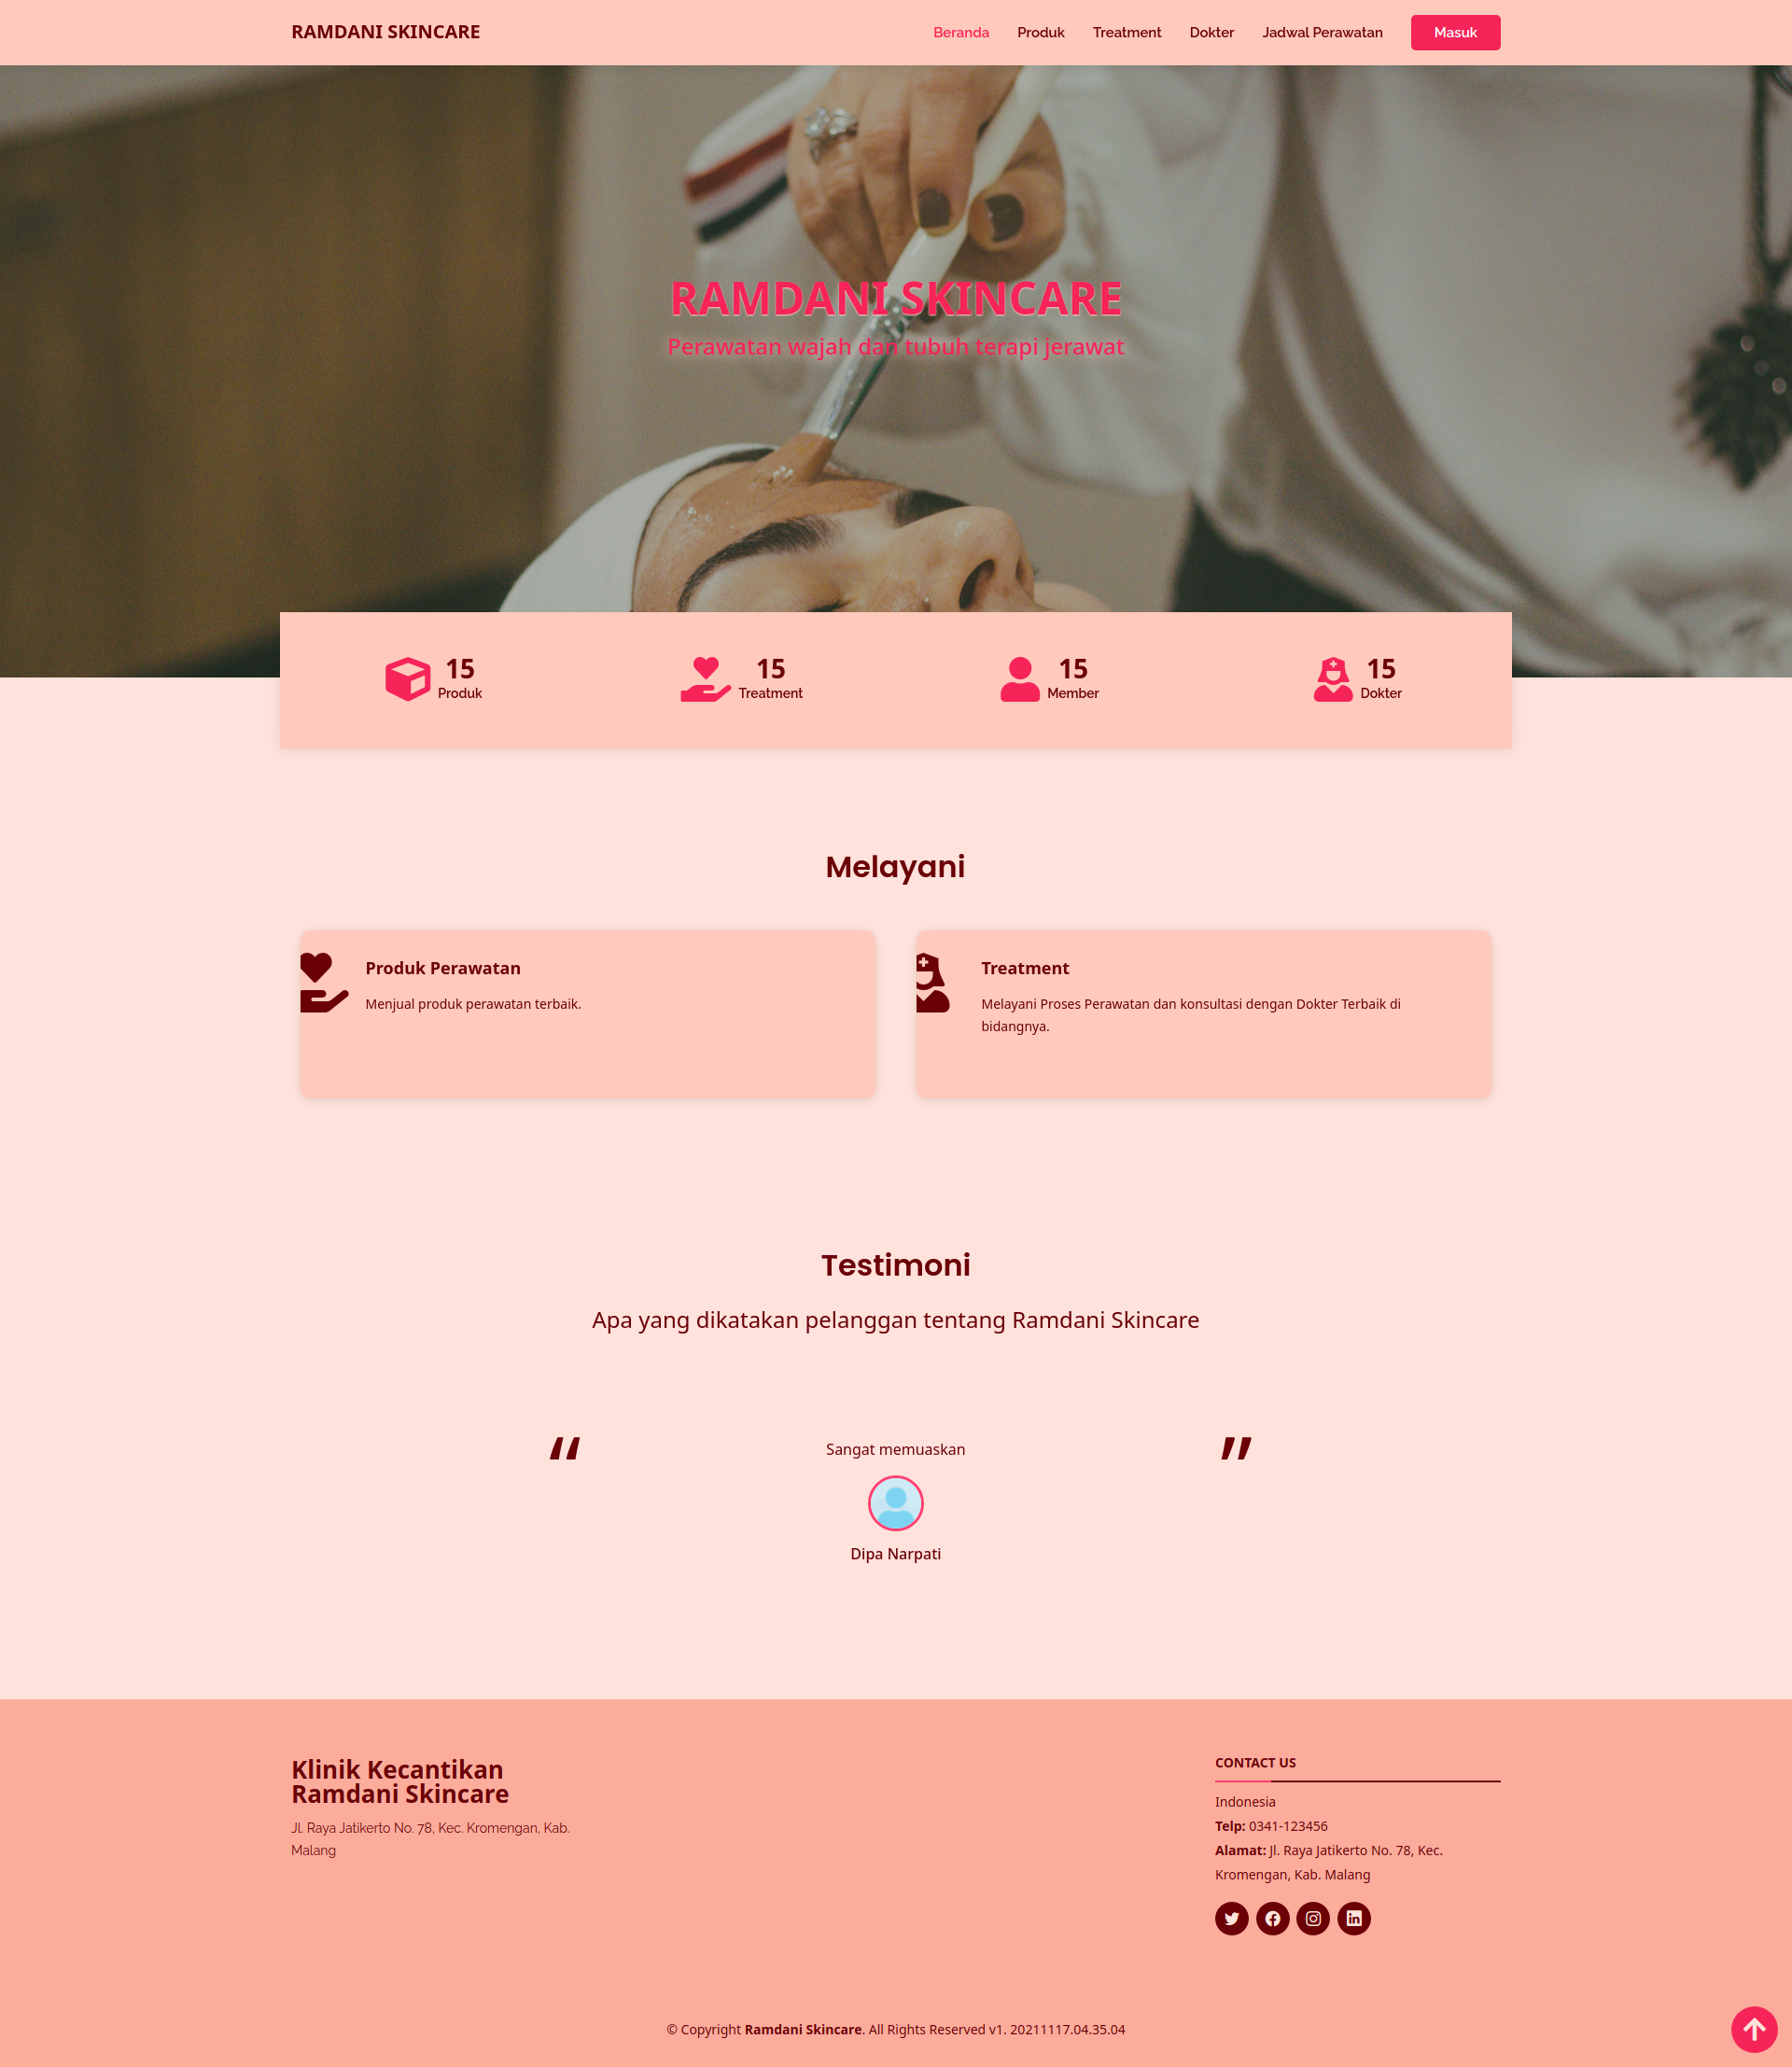 RAMDANI SKINCARE
Beranda
Produk
Treatment
Dokter
Jadwal Perawatan
Masuk
RAMDANI SKINCARE
Perawatan wajah dan tubuh terapi jerawat
15
Produk
15
Treatment
15
Member
15
Dokter
Melayani
Produk Perawatan
Menjual produk perawatan terbaik.
Treatment
Melayani Proses Perawatan dan konsultasi dengan Dokter Terbaik di
bidangnya.
Testimoni
Apa yang dikatakan pelanggan tentang Ramdani Skincare
“ Sangat memuaskan ”
Dipa Narpati
Klinik Kecantikan
Ramdani Skincare
Jl. Raya Jatikerto No. 78, Kec. Kromengan, Kab.
Malang
CONTACT US
Indonesia
Telp: 0341-123456
Alamat: Jl. Raya Jatikerto No. 78, Kec.
Kromengan, Kab. Malang
© Copyright Ramdani Skincare. All Rights Reserved v1. 20211117.04.35.04